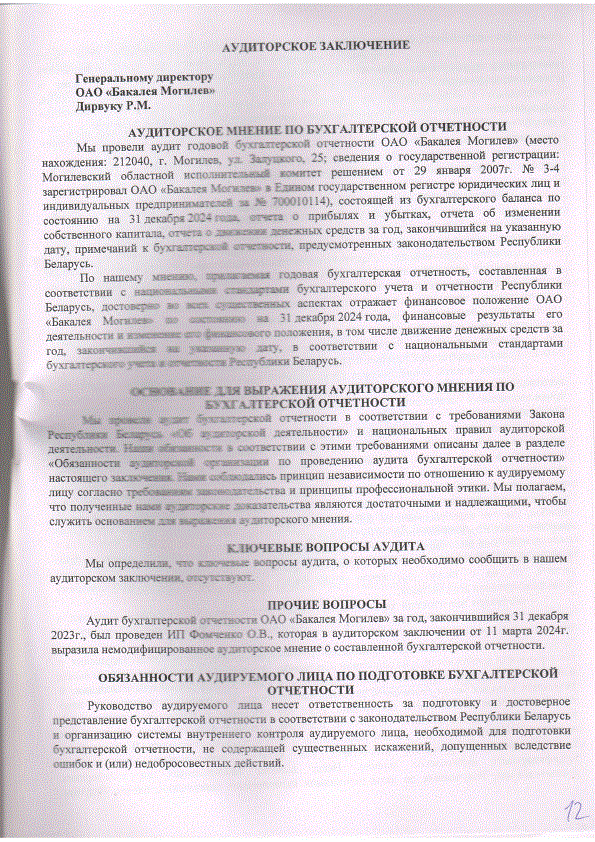 АУДИТОРСКОЕ ЗАКЛЮЧЕНИЕ
Генеральному директору
ОАО «Бакалея Могилев»
Дирвуку Р.М.
АУДИТОРСКОЕ МНЕНИЕ ПО БУХГАЛТЕРСКОЙ ОТЧЕТНОСТИ
Мы провели аудит годовой бухгалтерской отчетности ОАО «Бакалея Могилев» (место
нахождения: 212040, г. Могилев, ул. Залуцкого, 25; сведения о государственной регистрации:
Могилевский областной исполнительный комитет решением от 29 января 2007г. № 3-4
зарегистрировал ОАО «Бакалея Могилев» в Едином государственном регистре юридических лиц и
индивидуальных предпринимателей за № 700010114), состоящей из бухгалтерского баланса по
состоянию на 31 декабря 2024 года, отчета о прибылях и убытках, отчета об изменении
собственного капитала, отчета о движении денежных средств за год, закончившийся на указанную
дату, примечаний к бухгалтерской отчетности, предусмотренных законодательством Республики
Беларусь.
По нашему мнению, прилагаемая годовая бухгалтерская отчетность, составленная в
соответствии с национальными стандартами бухгалтерского учета и отчетности Республики
Беларусь, достоверно во всех существенных аспектах отражает финансовое положение ОАО
«Бакалея Могилев» по состоянию на 31 декабря 2024 года, финансовые результаты его
деятельности и изменение его финансового положения, в том числе движение денежных средств за
год, закончившийся на указанную дату, в соответствии с национальными стандартами
бухгалтерского учета и отчетности Республики Беларусь.
ОСНОВАНИЕ ДЛЯ ВЫРАЖЕНИЯ АУДИТОРСКОГО МНЕНИЯ ПО
БУХГАЛТЕРСКОЙ ОТЧЕТНОСТИ
Мы провели аудит бухгалтерской отчетности в соответствии с требованиями Закона
Республики Беларусь «Об аудиторской деятельности» и национальных правил аудиторской
деятельности. Наши обязанности в соответствии с этими требованиями описаны далее в разделе
«Обязанности аудиторской организации по проведению аудита бухгалтерской отчетности»
настоящего заключения. Нами соблюдались принцип независимости по отношению к аудируемому
лицу согласно требованиям законодательства и принципы профессиональной этики. Мы полагаем,
что полученные нами аудиторские доказательства являются достаточными и надлежащими, чтобы
служить основанием для выражения аудиторского мнения.
КЛЮЧЕВЫЕ ВОПРОСЫ АУДИТА
Мы определили, что ключевые вопросы аудита, о которых необходимо сообщить в нашем
аудиторском заключении, отсутствуют.
ПРОЧИЕ ВОПРОСЫ
Аудит бухгалтерской отчетности ОАО «Бакалея Могилев» за год, закончившийся 31 декабря
2023г., был проведен ИП Фомченко О.В., которая в аудиторском заключении от 11 марта 2024г.
выразила немодифицированное аудиторское мнение о составленной бухгалтерской отчетности.
ОБЯЗАННОСТИ АУДИРУЕМОГО ЛИЦА ПО ПОДГОТОВКЕ БУХГАЛТЕРСКОЙ
ОТЧЕТНОСТИ
Руководство аудируемого лица несет ответственность за подготовку и достоверное
представление бухгалтерской отчетности в соответствии с законодательством Республики Беларусь
и организацию системы внутреннего контроля аудируемого лица, необходимой для подготовки
бухгалтерской отчетности, не содержащей существенных искажений, допущенных вследствие
ошибок и (или) недобросовестных действий.
12